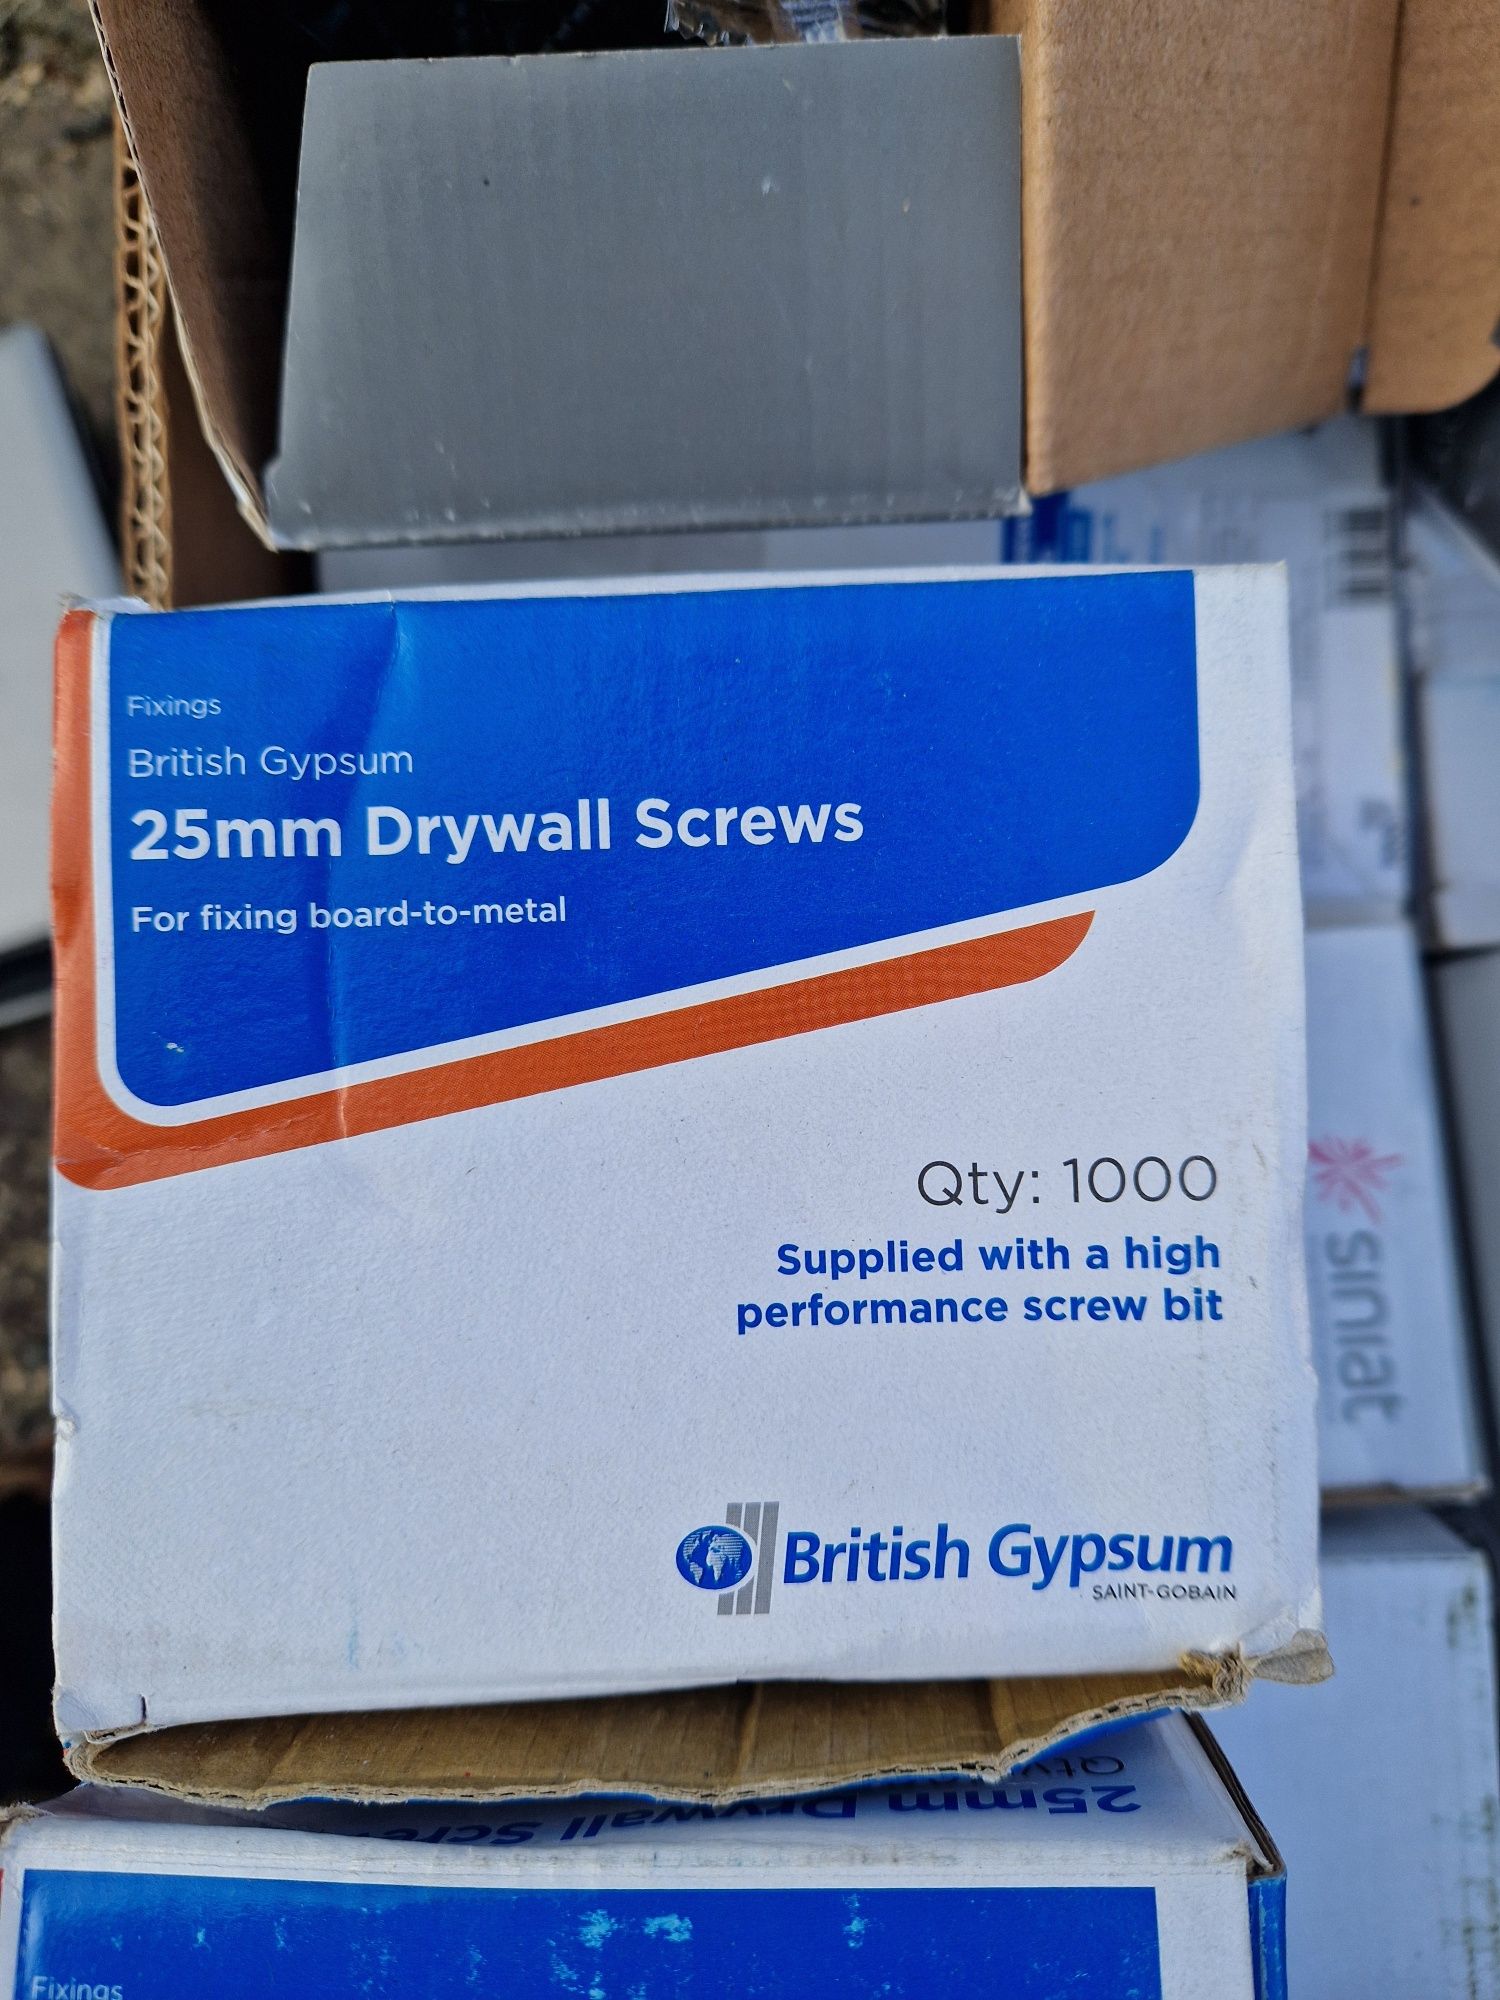 Fixings
British Gypsum
25mm Drywall Screws
For fixing board-to-metal
Qty: 1000
Supplied with a high
performance screw bit
British Gypsum
SAINT-GOBAIN
siniat
Qty
25mm Drywall
Fixings